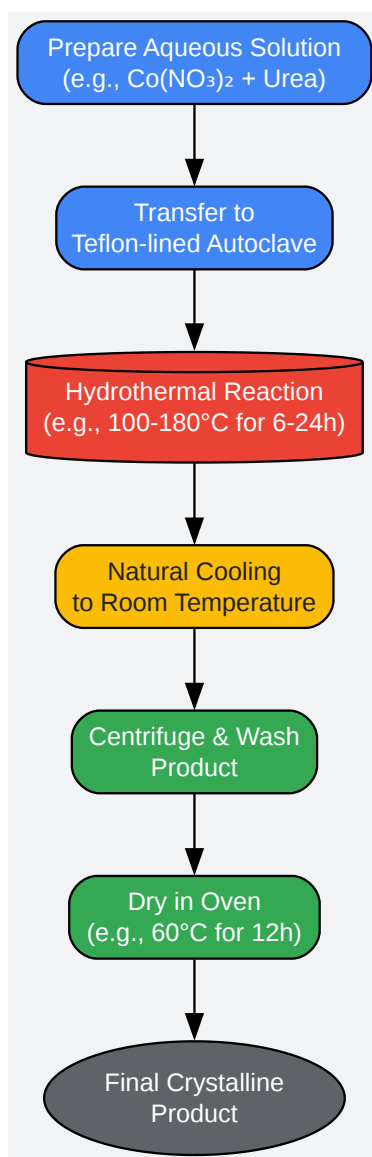 Prepare Aqueous Solution
(e.g., Co(NO₃)₂ + Urea)
Transfer to
Teflon-lined Autoclave
Hydrothermal Reaction
(e.g., 100-180°C for 6-24h)
Natural Cooling
to Room Temperature
Centrifuge & Wash
Product
Dry in Oven
(e.g., 60°C for 12h)
Final Crystalline
Product